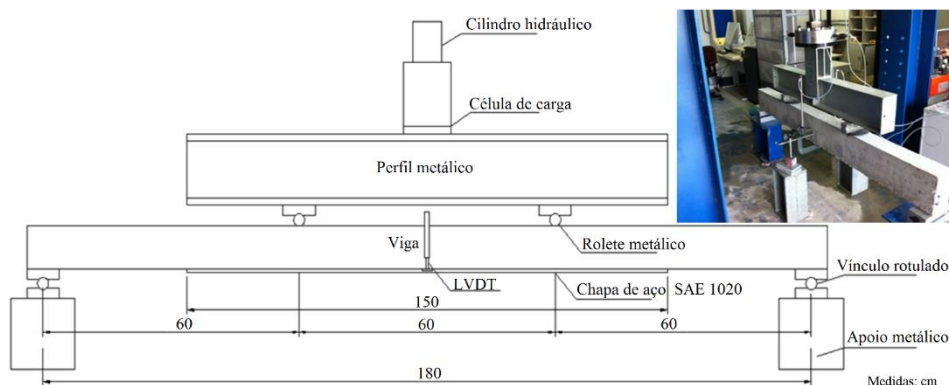 Cilindro hidráulico
Célula de carga
Perfil metálico
Viga
Rolete metálico
Vínculo rotulado
LVDT
Chapa de aço SAE 1020
150
60
60
60
Apoio metálico
180
Medidas: cm